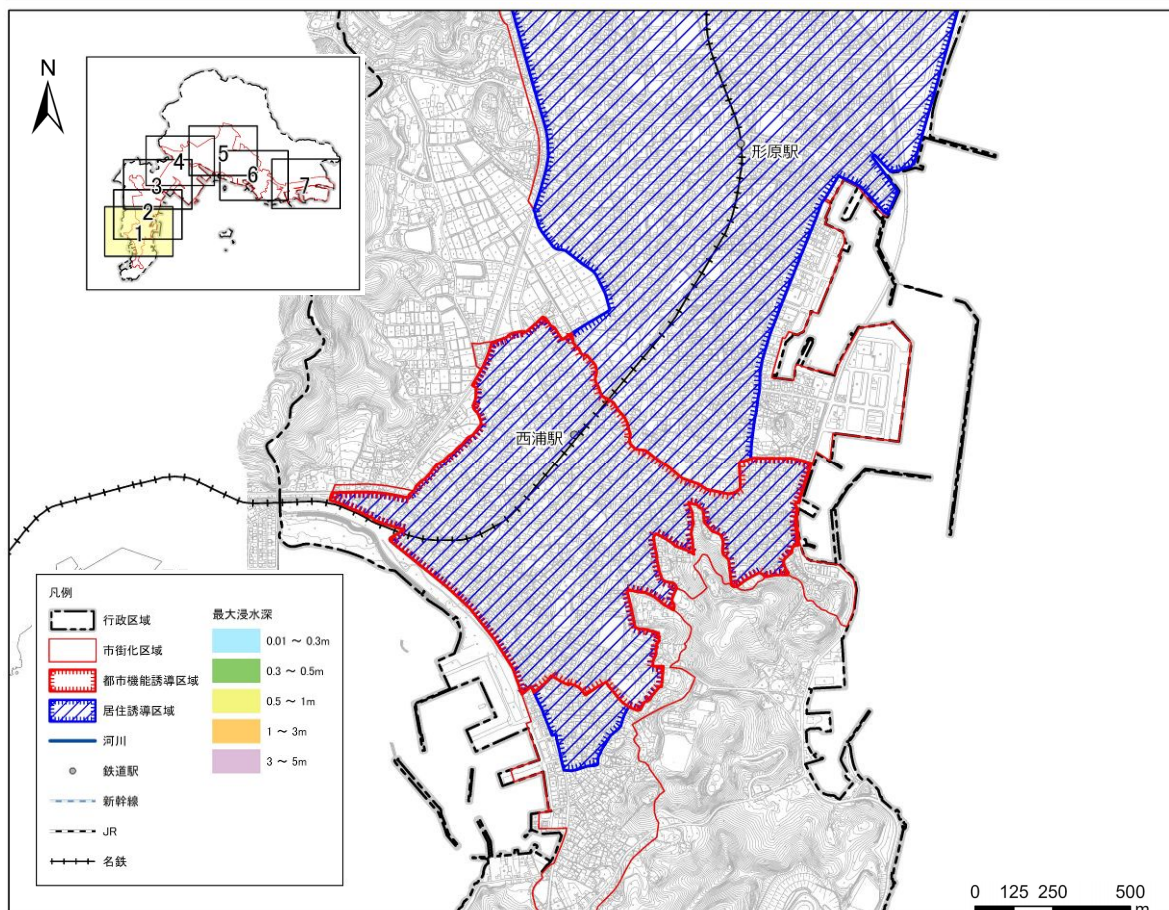 N
5
4
6
3
7
2
1
形原駅
西浦駅
凡例
行政区域
市街化区域
都市機能誘導区域
居住誘導区域
河川
鉄道駅
新幹線
JR
名鉄
最大浸水深
0.01 ～ 0.3m
0.3 ～ 0.5m
0.5 ～ 1m
1 ～ 3m
3 ～ 5m
0 125 250 500
m